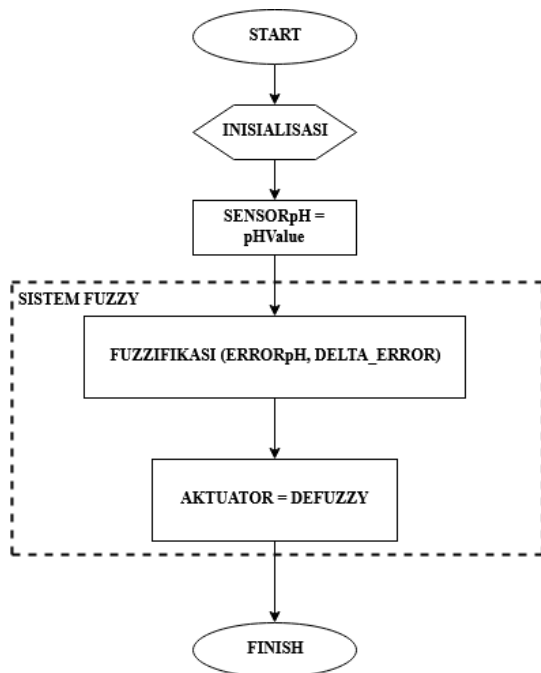 START
INISIALISASI
SENSORpH =
pHValue
SISTEM FUZZY
FUZZIFIKASI (ERRORpH, DELTA_ERROR)
AKTUATOR = DEFUZZY
FINISH